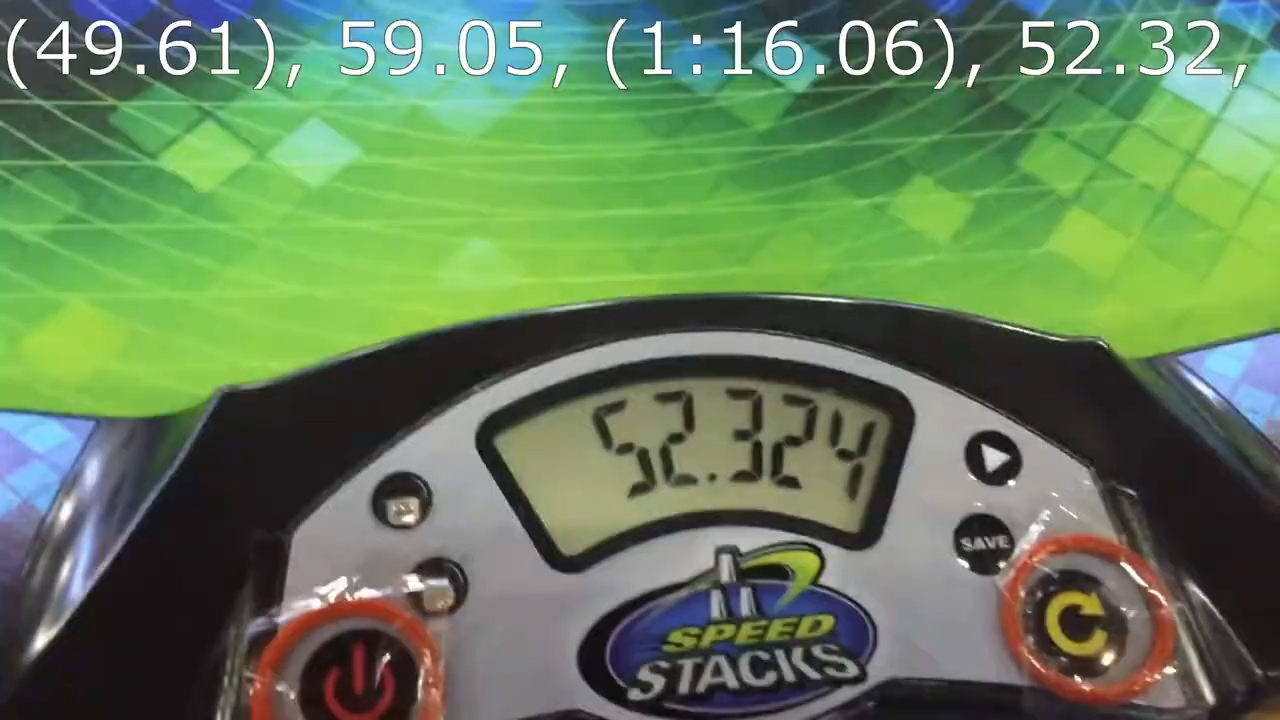 (49.61), 59.05, (1:16.06), 52.32,
52.324
SAVE
SPEED
STACKS